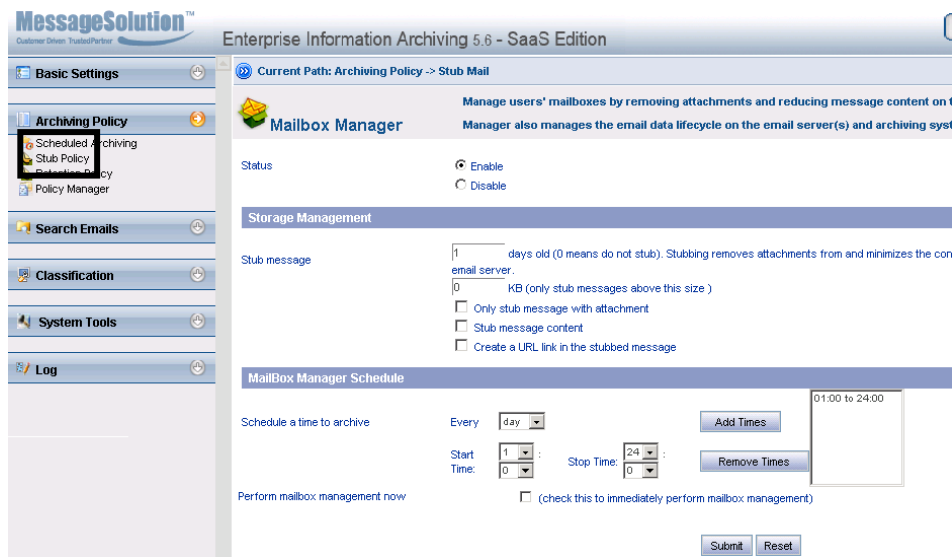 MessageSolution™
Customer Driven TrustedPartner
Enterprise Information Archiving 5.6 - SaaS Edition
Basic Settings
Archiving Policy
Scheduled Archiving
Stub Policy
Retention Policy
Policy Manager
Search Emails
Classification
System Tools
Log
Current Path: Archiving Policy -> Stub Mail
Mailbox Manager
Manage users' mailboxes by removing attachments and reducing message content on t
Manager also manages the email data lifecycle on the email server(s) and archiving syst
Status
Enable
Disable
Storage Management
Stub message
1 days old (0 means do not stub). Stubbing removes attachments from and minimizes the con
email server.
0 KB (only stub messages above this size )
Only stub message with attachment
Stub message content
Create a URL link in the stubbed message
MailBox Manager Schedule
Schedule a time to archive
Every day
Add Times
01:00 to 24:00
Start Time: 1 : 0
Stop Time: 24 : 0
Remove Times
Perform mailbox management now
(check this to immediately perform mailbox management)
Submit Reset